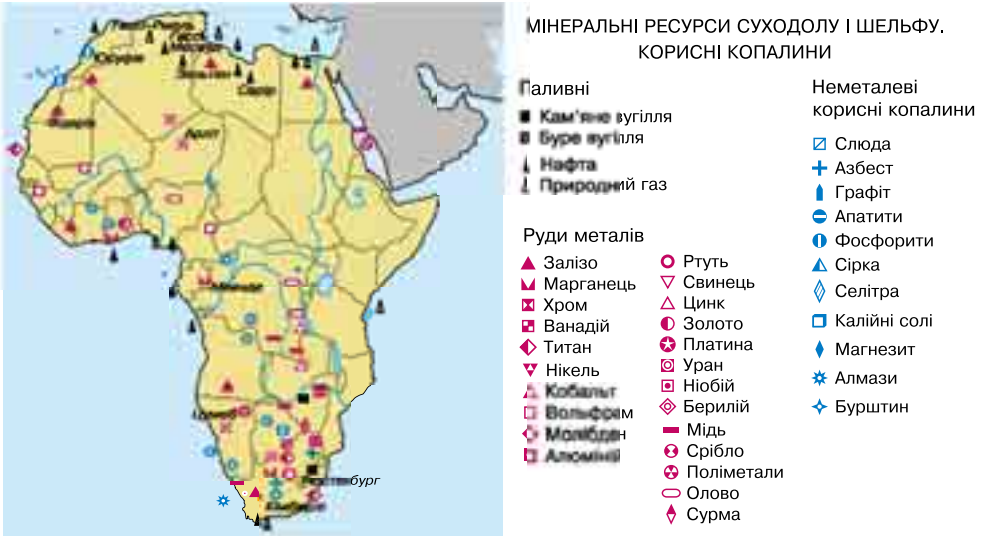 МІНЕРАЛЬНІ РЕСУРСИ СУХОДОЛУ І ШЕЛЬФУ.
КОРИСНІ КОПАЛИНИ
Паливні
Кам'яне вугілля
Буре вугілля
Нафта
Природний газ
Руди металів
Залізо
Марганець
Хром
Ванадій
Титан
Нікель
Кобальт
Вольфрам
Молібден
Алюміній
Ртуть
Свинець
Цинк
Золото
Платина
Уран
Ніобій
Берилій
Мідь
Срібло
Поліметали
Олово
Сурма
Неметалеві
корисні копалини
Слюда
Азбест
Графіт
Апатити
Фосфорити
Сірка
Селітра
Калійні солі
Магнезит
Алмази
Бурштин
Арліт